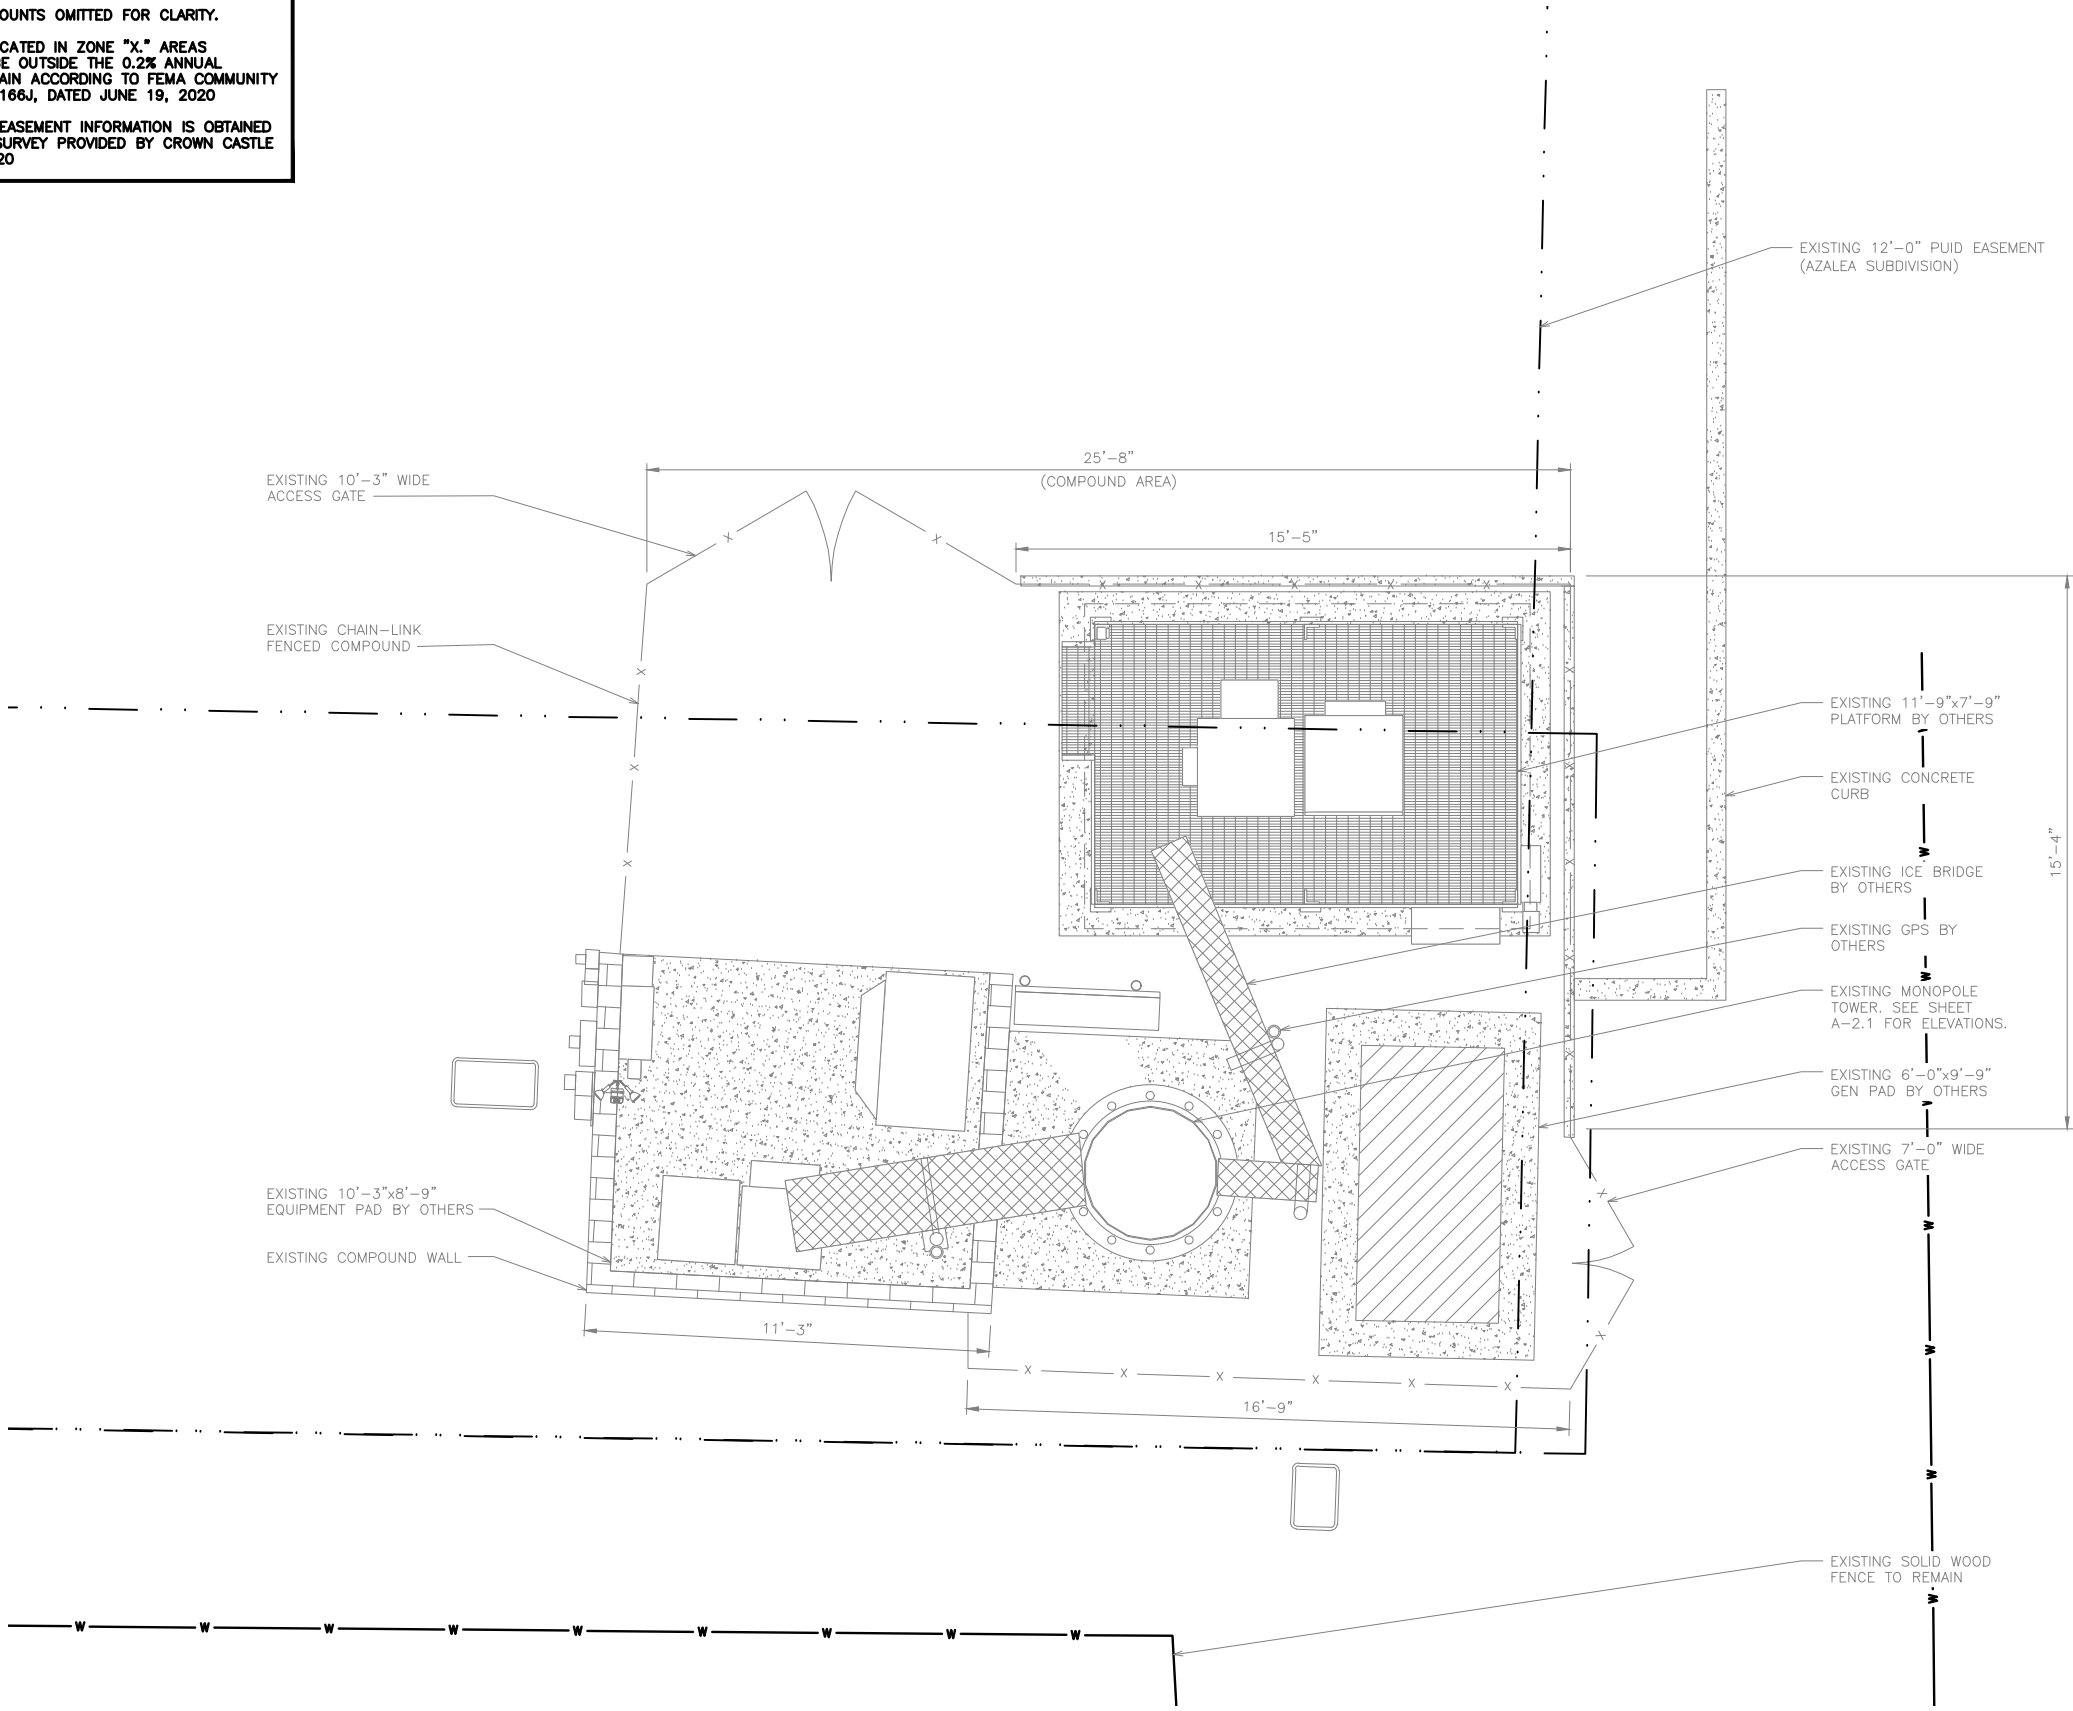 OUNTS OMITTED FOR CLARITY.
CATED IN ZONE "X." AREAS
E OUTSIDE THE 0.2% ANNUAL
AIN ACCORDING TO FEMA COMMUNITY
166J, DATED JUNE 19, 2020
EASEMENT INFORMATION IS OBTAINED
SURVEY PROVIDED BY CROWN CASTLE
20
EXISTING 12'-0" PUID EASEMENT
(AZALEA SUBDIVISION)
25'-8"
(COMPOUND AREA)
EXISTING 10'-3" WIDE
ACCESS GATE
15'-5"
EXISTING CHAIN-LINK
FENCED COMPOUND
EXISTING 11'-9"x7'-9"
PLATFORM BY OTHERS
EXISTING CONCRETE
CURB
15'-4"
EXISTING ICE BRIDGE
BY OTHERS
EXISTING GPS BY
OTHERS
EXISTING MONOPOLE
TOWER. SEE SHEET
A-2.1 FOR ELEVATIONS.
EXISTING 6'-0"x9'-9"
GEN PAD BY OTHERS
EXISTING 7'-0" WIDE
ACCESS GATE
EXISTING 10'-3"x8'-9"
EQUIPMENT PAD BY OTHERS
EXISTING COMPOUND WALL
11'-3"
16'-9"
EXISTING SOLID WOOD
FENCE TO REMAIN